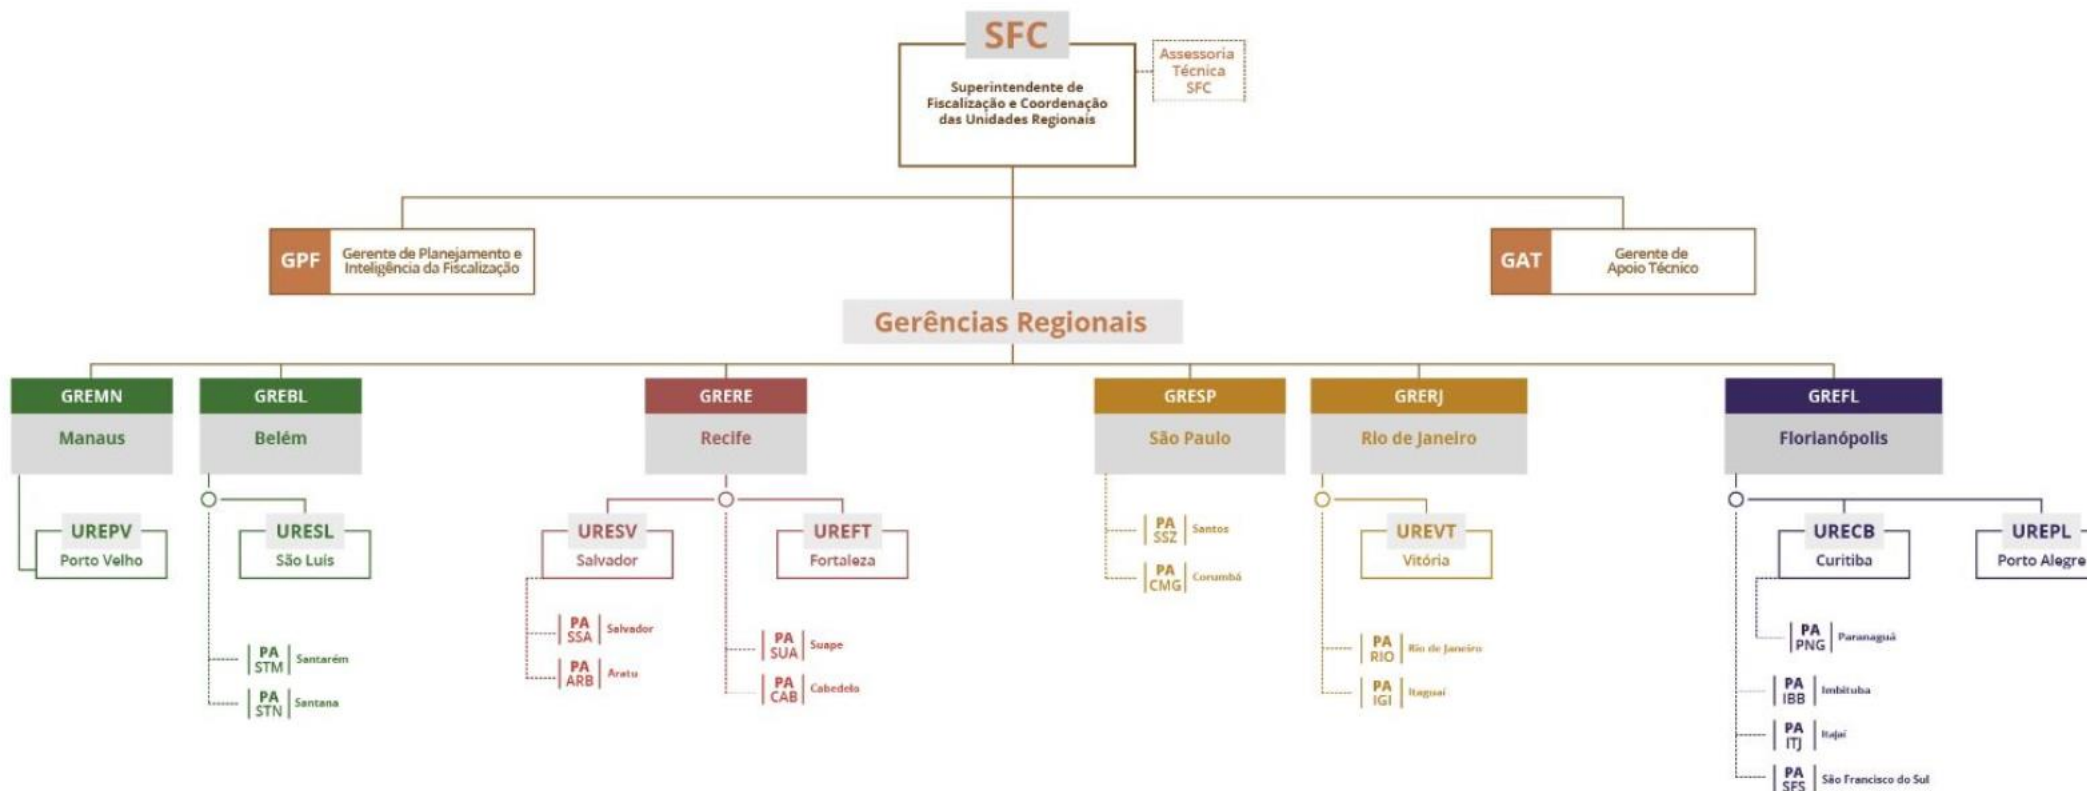 SFC
Superintendente de
Fiscalização e Coordenação
das Unidades Regionais
Assessoria
Técnica
SFC
GPF
Gerente de Planejamento e
Inteligência da Fiscalização
GAT
Gerente de
Apoio Técnico
Gerências Regionais
GREMN
Manaus
UREPV
Porto Velho
GREBL
Belém
URESL
São Luís
PA
STM
Santarém
PA
STN
Santana
GRERE
Recife
URESV
Salvador
PA
SSA
Salvador
PA
ARB
Aratu
UREFT
Fortaleza
PA
SUA
Suape
PA
CAB
Cabedelo
GRESP
São Paulo
PA
SSZ
Santos
PA
CMG
Corumbá
GRERJ
Rio de Janeiro
UREVT
Vitória
PA
RIO
Rio de Janeiro
PA
IGI
Itaguaí
GREFL
Florianópolis
URECB
Curitiba
PA
PNG
Paranaguá
UREPL
Porto Alegre
PA
IBB
Imbituba
PA
ITJ
Itajaí
PA
SFS
São Francisco do Sul